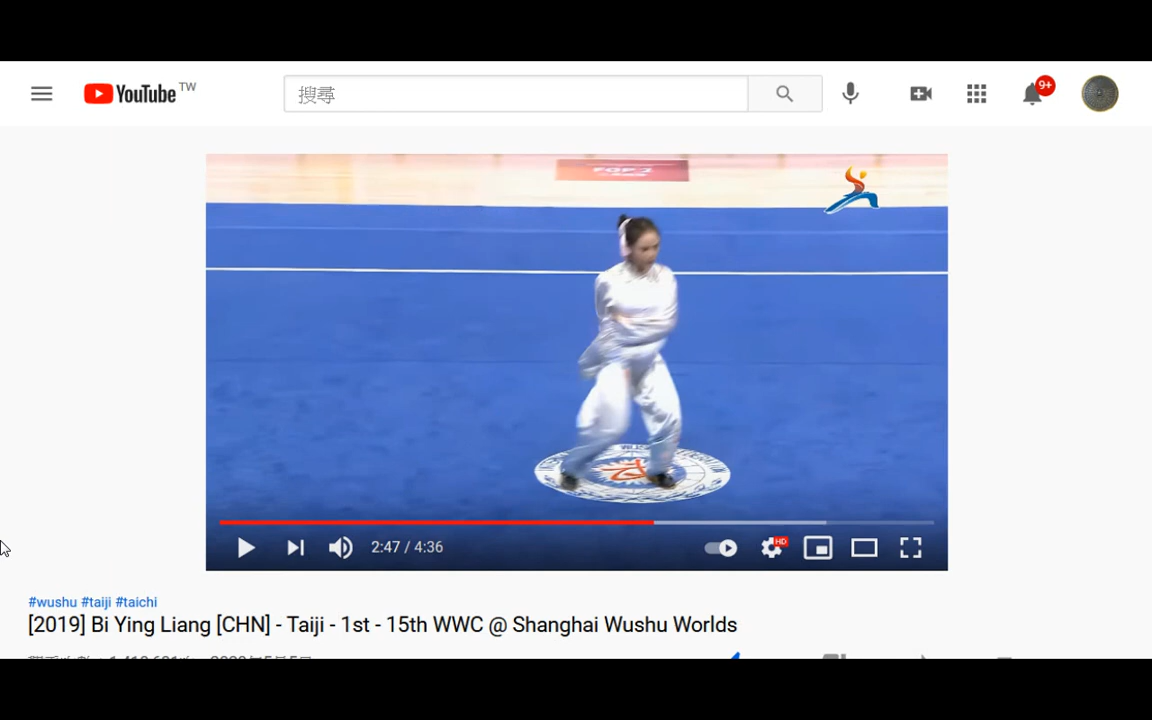 YouTube TW
搜尋
9+
2:47 / 4:36
HD
#wushu #taiji #taichi
[2019] Bi Ying Liang [CHN] - Taiji - 1st - 15th WWC @ Shanghai Wushu Worlds